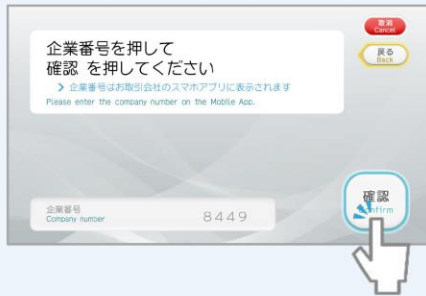 企業番号を押して
確認 を押してください
> 企業番号はお取引会社のスマホアプリに表示されます
Please enter the company number on the Mobile App.
取消
Cancel
戻る
Back
企業番号
Company number
8449
確認
Confirm